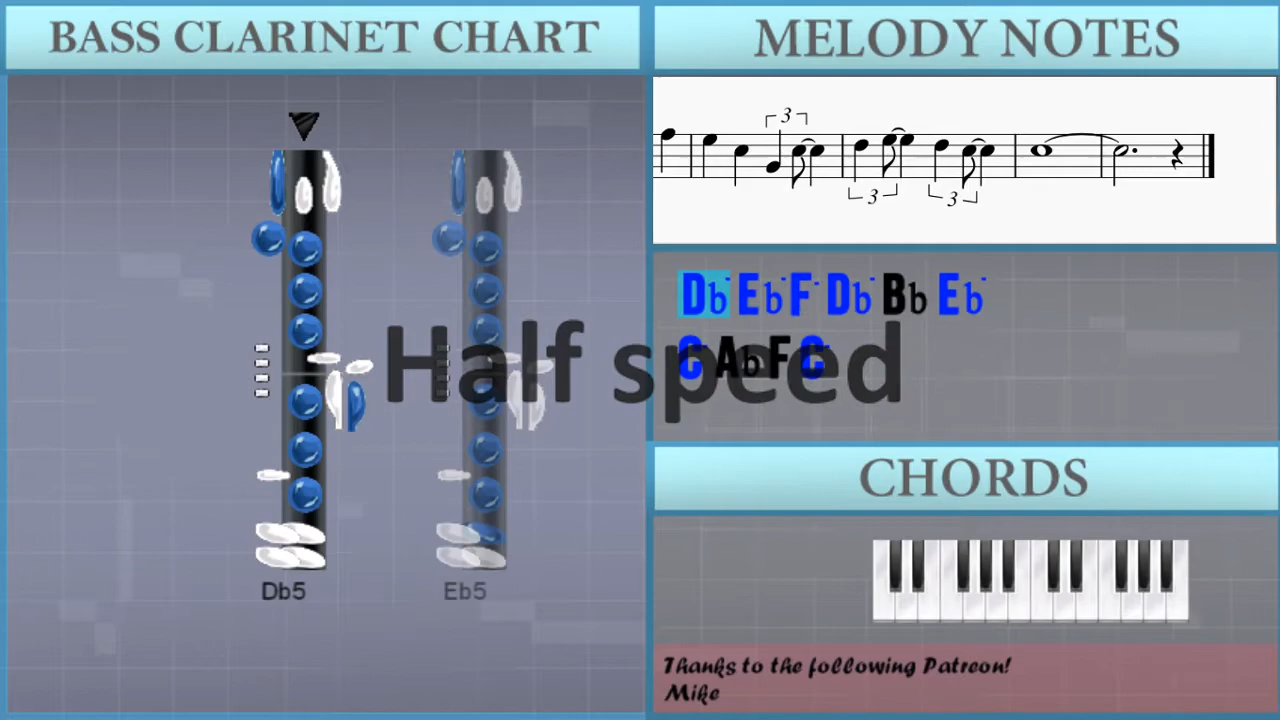 BASS CLARINET CHART
MELODY NOTES
3
3
3
Db Eb F Db Bb Eb
C Ab F C
Half speed
Db5
Eb5
CHORDS
Thanks to the following Patreon!
Mike